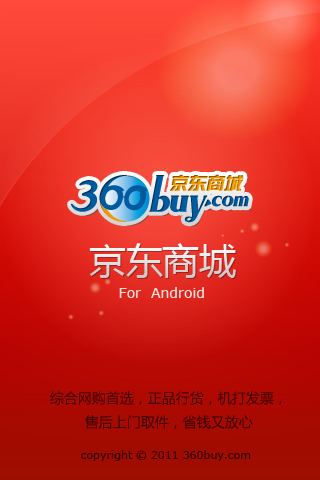 京东商城
360buy.com
京东商城
For Android
综合网购首选，正品行货，机打发票，
售后上门取件，省钱又放心
copyright © 2011 360buy.com